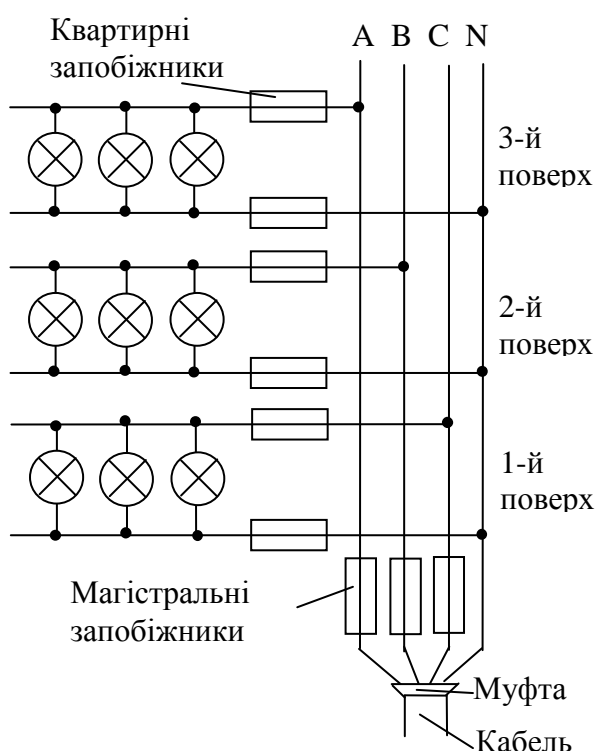 Квартирні
запобіжники
A B C N
3-й
поверх
2-й
поверх
1-й
поверх
Магістральні
запобіжники
Муфта
Кабель